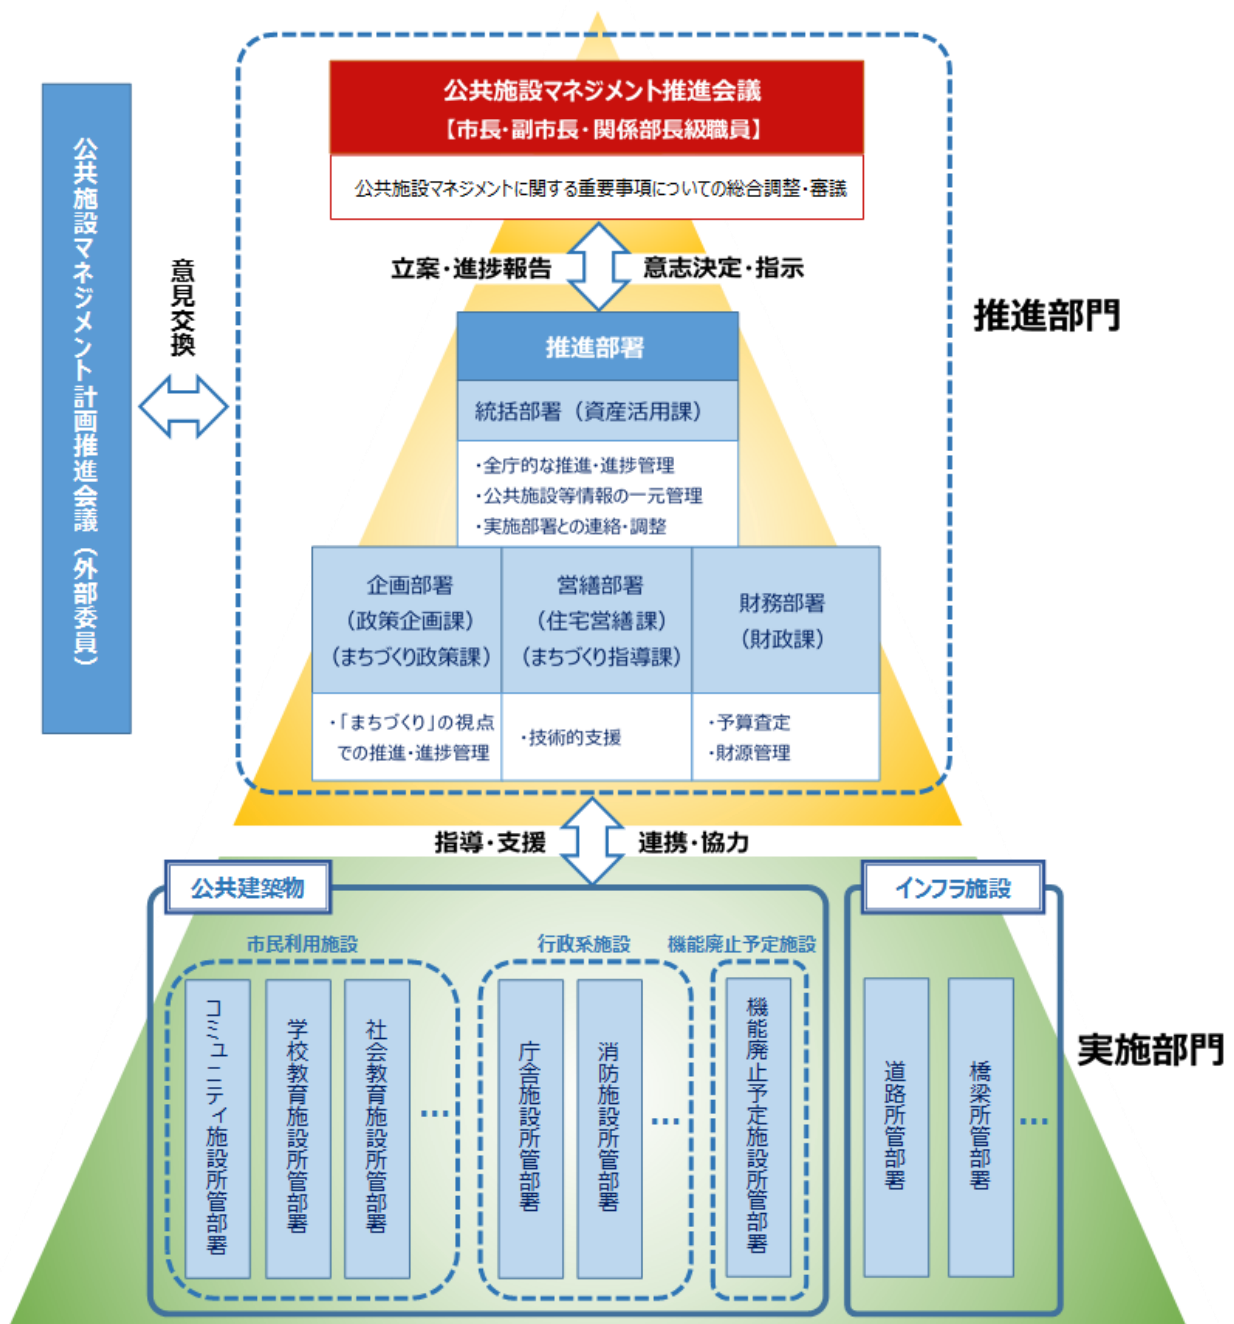 公共施設マネジメント推進会議
【市長・副市長・関係部長級職員】
公共施設マネジメントに関する重要事項についての総合調整・審議
公共施設マネジメント計画推進会議（外部委員）
意見交換
立案・進捗報告
意志決定・指示
推進部門
推進部署
統括部署（資産活用課）
・全庁的な推進・進捗管理
・公共施設等情報の一元管理
・実施部署との連絡・調整
企画部署
（政策企画課）
（まちづくり政策課）
・「まちづくり」の視点
での推進・進捗管理
営繕部署
（住宅営繕課）
（まちづくり指導課）
・技術的支援
財務部署
（財政課）
・予算査定
・財源管理
指導・支援
連携・協力
公共建築物
インフラ施設
市民利用施設
行政系施設
機能廃止予定施設
コミュニティ施設所管部署
学校教育施設所管部署
社会教育施設所管部署
…
庁舎施設所管部署
消防施設所管部署
…
機能廃止予定施設所管部署
道路所管部署
橋梁所管部署
…
実施部門